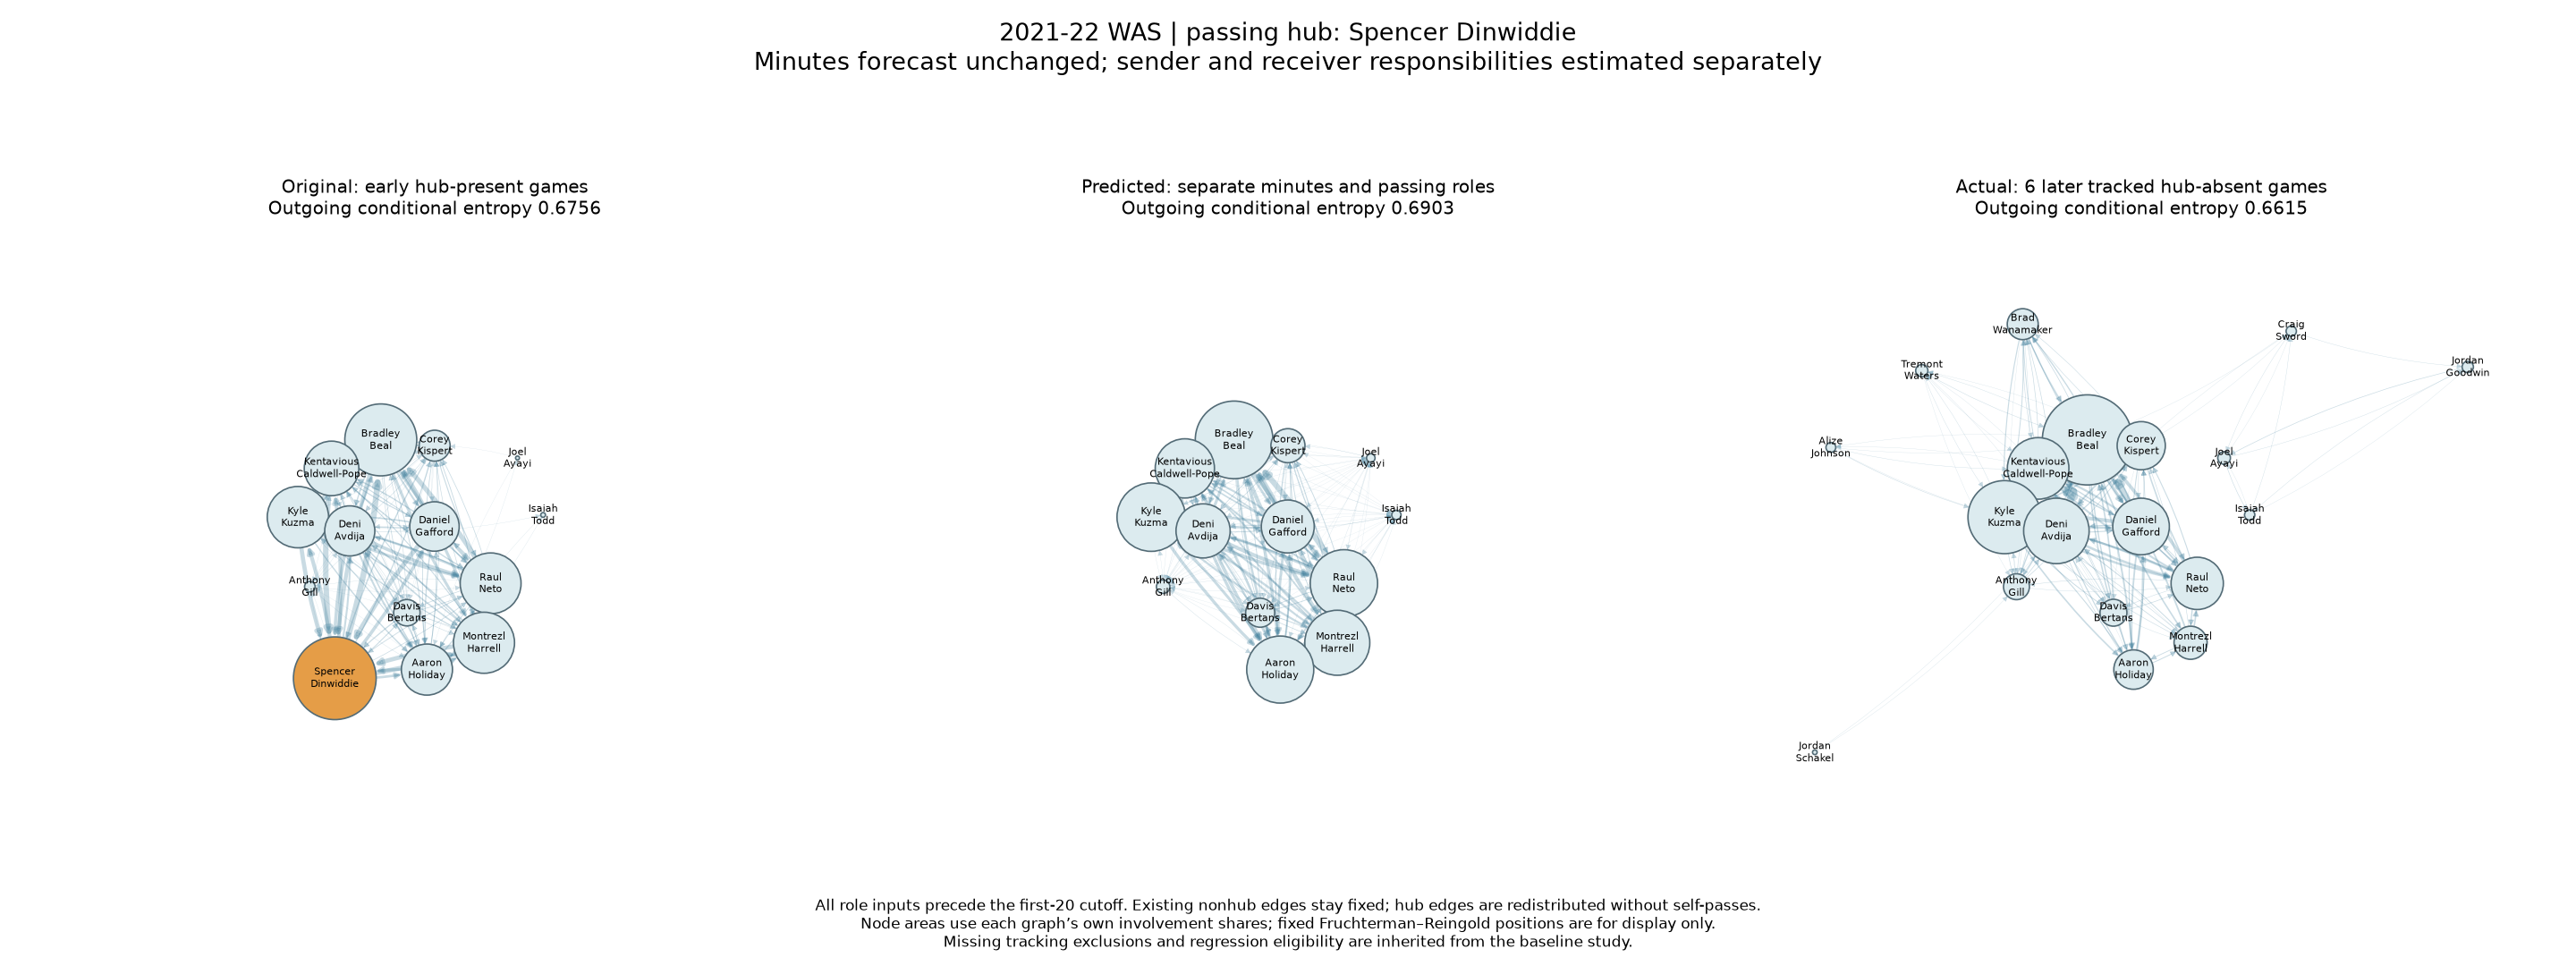 2021-22 WAS | passing hub: Spencer Dinwiddie
Minutes forecast unchanged; sender and receiver responsibilities estimated separately
Original: early hub-present games
Outgoing conditional entropy 0.6756
Bradley
Beal
Corey
Kispert
Joel
Ayayi
Kentavious
Caldwell-Pope
Kyle
Kuzma
Deni
Avdija
Daniel
Gafford
Isaiah
Todd
Anthony
Gill
Raul
Neto
Davis
Bertans
Montrezl
Harrell
Spencer
Dinwiddie
Aaron
Holiday
Predicted: separate minutes and passing roles
Outgoing conditional entropy 0.6903
Bradley
Beal
Corey
Kispert
Joel
Ayayi
Kentavious
Caldwell-Pope
Kyle
Kuzma
Deni
Avdija
Daniel
Gafford
Isaiah
Todd
Anthony
Gill
Raul
Neto
Davis
Bertans
Montrezl
Harrell
Aaron
Holiday
Actual: 6 later tracked hub-absent games
Outgoing conditional entropy 0.6615
Brad
Wanamaker
Craig
Sword
Tremont
Waters
Jordan
Goodwin
Alize
Johnson
Bradley
Beal
Corey
Kispert
Joel
Ayayi
Kentavious
Caldwell-Pope
Kyle
Kuzma
Deni
Avdija
Daniel
Gafford
Isaiah
Todd
Anthony
Gill
Raul
Neto
Davis
Bertans
Montrezl
Harrell
Aaron
Holiday
Jordan
Schakel
All role inputs precede the first-20 cutoff. Existing nonhub edges stay fixed; hub edges are redistributed without self-passes.
Node areas use each graph’s own involvement shares; fixed Fruchterman–Reingold positions are for display only.
Missing tracking exclusions and regression eligibility are inherited from the baseline study.